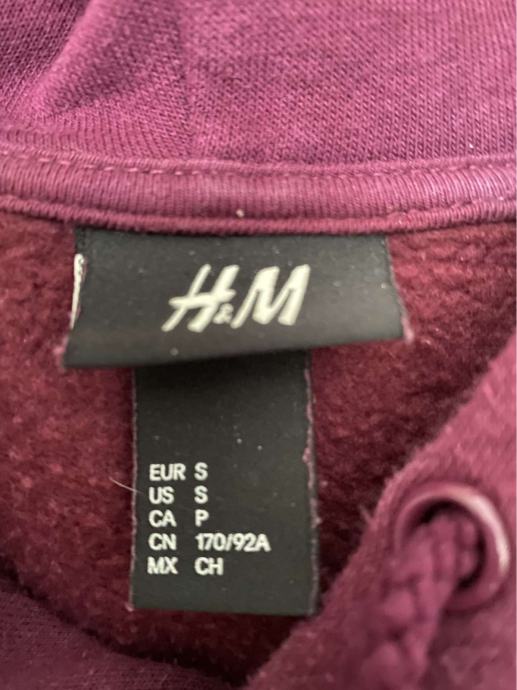 H&M
EUR S
US S
CA P
CN 170/92A
MX CH